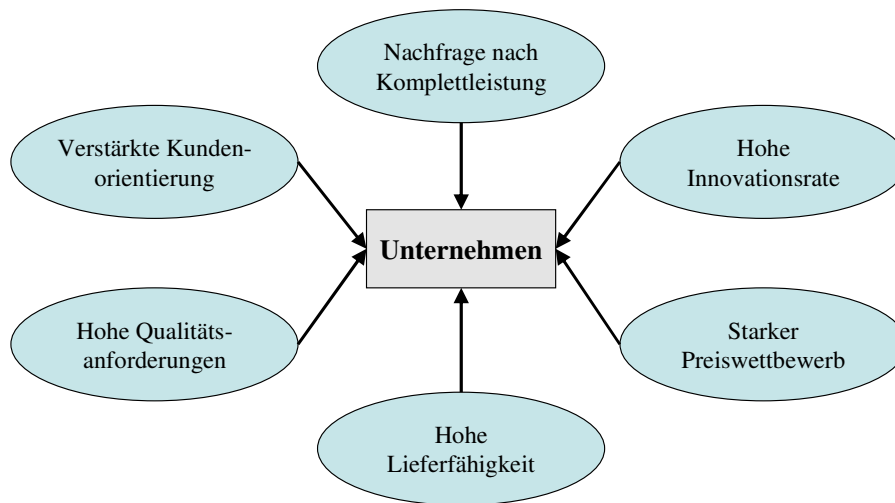 Nachfrage nach
Komplettleistung
Verstärkte Kunden-
orientierung
Hohe
Innovationsrate
Unternehmen
Hohe Qualitäts-
anforderungen
Starker
Preiswettbewerb
Hohe
Lieferfähigkeit